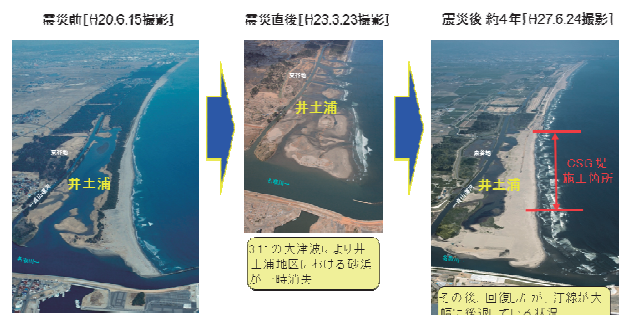 震災前[H20.6.15撮影]
震災直後[H23.3.23撮影]
震災後 約4年[H27.6.24撮影]
井土浦
井土浦
3.11の大津波により井
土浦地区における砂浜
が一時消失
井土浦
CSG堤
施工箇所
その後、回復したが、汀線が大
幅に後退している状況